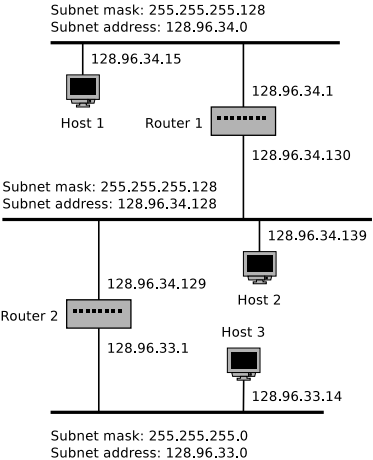 Subnet mask: 255.255.255.128
Subnet address: 128.96.34.0
128.96.34.15
128.96.34.1
Host 1
Router 1
128.96.34.130
Subnet mask: 255.255.255.128
Subnet address: 128.96.34.128
128.96.34.139
128.96.34.129
Host 2
Router 2
Host 3
128.96.33.1
128.96.33.14
Subnet mask: 255.255.255.0
Subnet address: 128.96.33.0